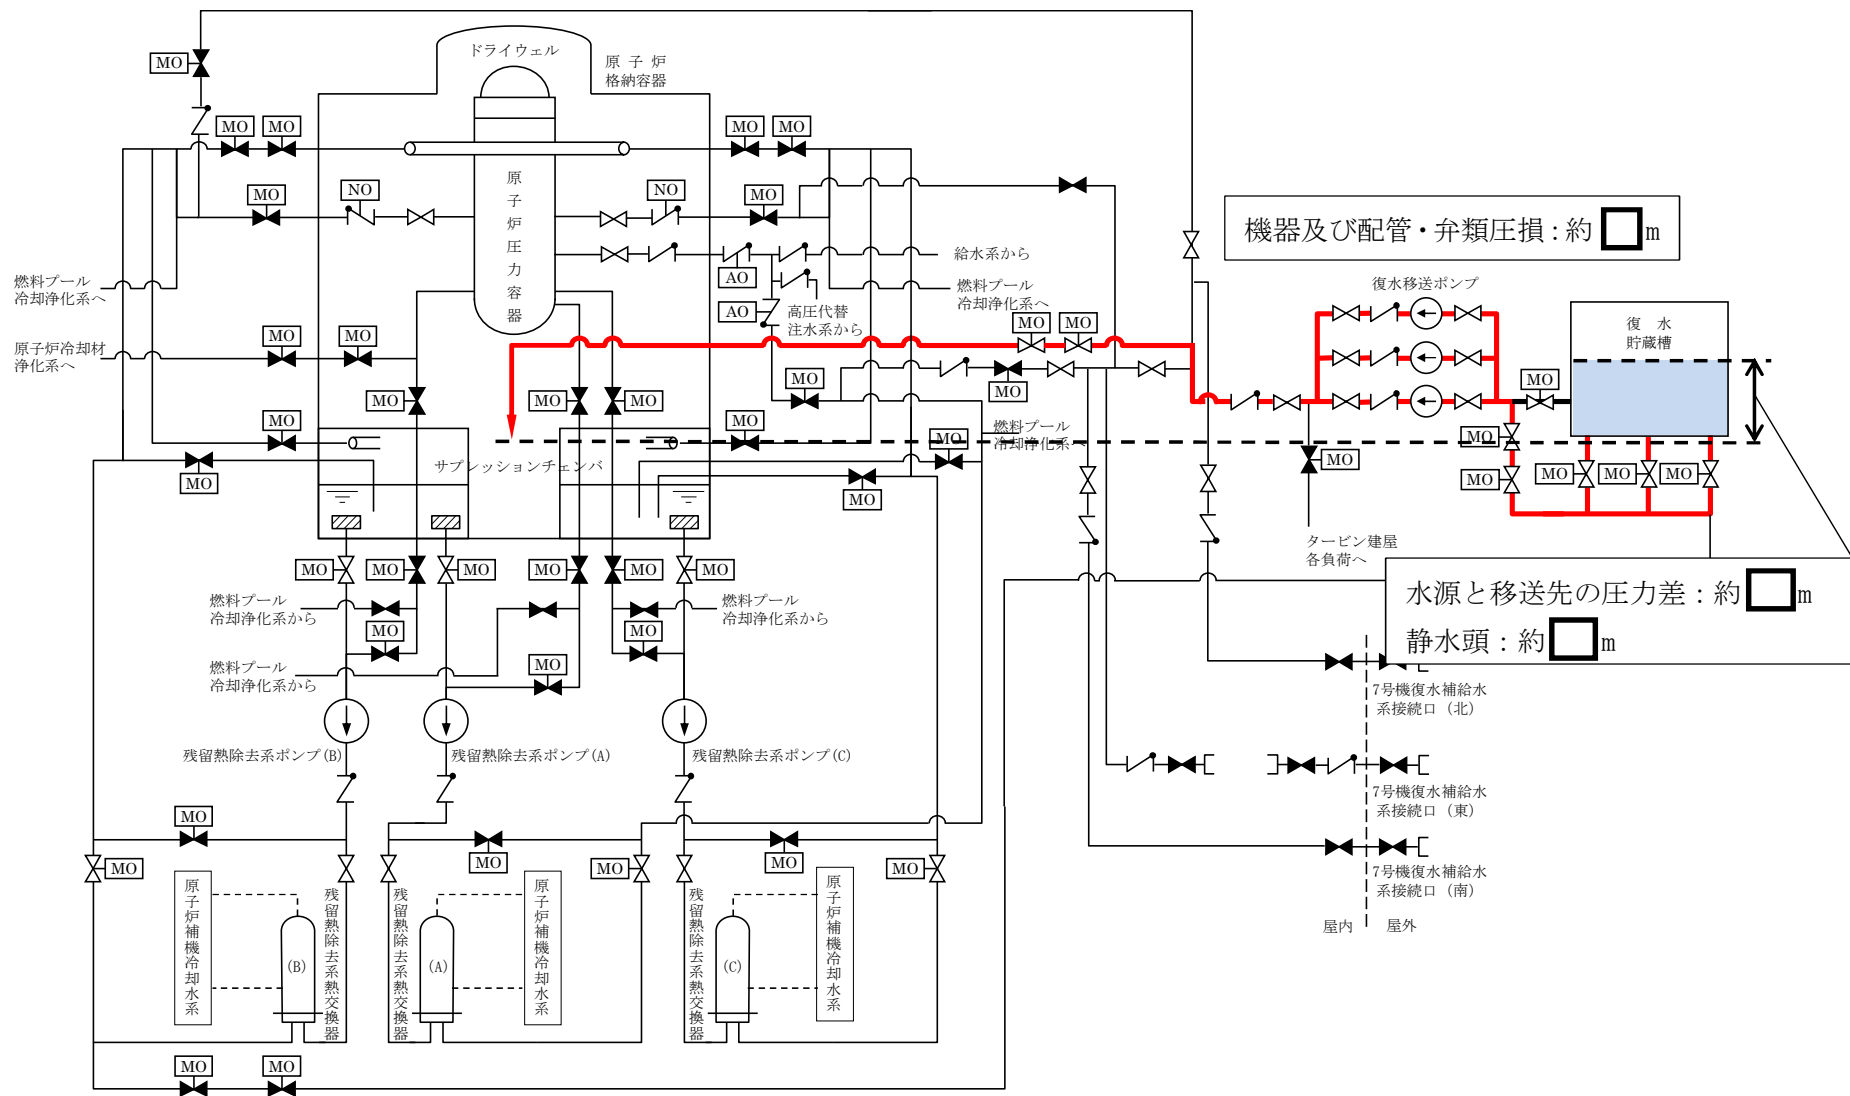 ドライウェル
原子炉
格納容器
MO
MO
MO
MO
MO
MO
NO
NO
MO
原子炉圧力容器
機器及び配管・弁類圧損：約 m
給水系から
AO
燃料プール
冷却浄化系へ
燃料プール
冷却浄化系へ
復水移送ポンプ
AO
高圧代替
注水系から
MO
MO
復水
貯蔵槽
原子炉冷却材
浄化系へ
MO
MO
MO
MO
MO
MO
MO
MO
MO
MO
MO
燃料プール
冷却浄化系へ
MO
MO
サプレッションチェンバ
MO
MO
MO
MO
MO
MO
MO
MO
タービン建屋
各負荷へ
MO
MO
MO
MO
MO
MO
燃料プール
冷却浄化系から
燃料プール
冷却浄化系から
水源と移送先の圧力差：約 m
静水頭：約 m
MO
MO
燃料プール
冷却浄化系から
MO
7号機復水補給水
系接続口（北）
残留熱除去系ポンプ(B)
残留熱除去系ポンプ(A)
残留熱除去系ポンプ(C)
7号機復水補給水
系接続口（東）
MO
MO
MO
MO
MO
MO
7号機復水補給水
系接続口（南）
原子炉補機冷却水系
(B)
残留熱除去系熱交換器
残留熱除去系熱交換器
(A)
原子炉補機冷却水系
残留熱除去系熱交換器
(C)
原子炉補機冷却水系
屋内
屋外
MO
MO